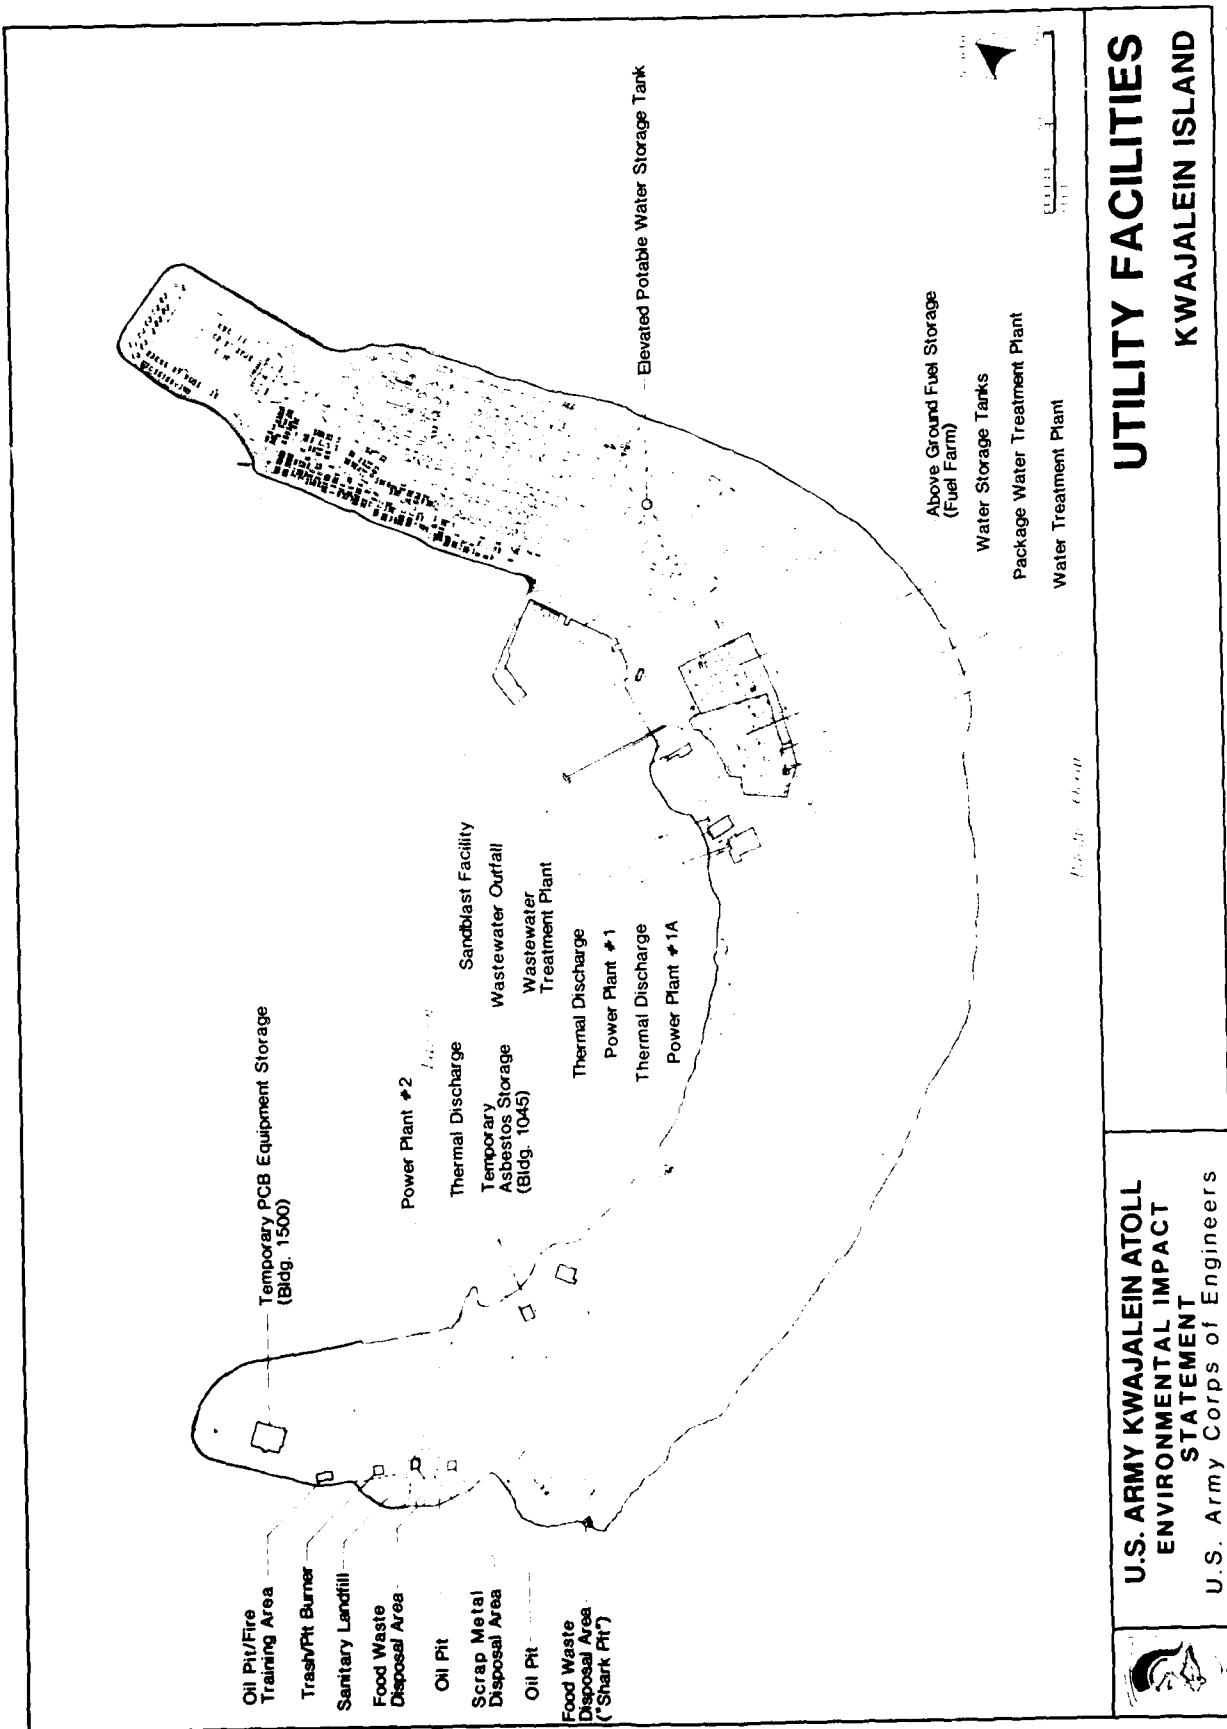 Oil Pit/Fire
Training Area
Trash/Pit Burner
Sanitary Landfill
Food Waste
Disposal Area
Oil Pit
Scrap Metal
Disposal Area
Oil Pit
Food Waste
Disposal Area
("Shark Pit")
Temporary PCB Equipment Storage
(Bldg. 1500)
Power Plant #2
Thermal Discharge
Temporary
Asbestos Storage
(Bldg. 1045)
Sandblast Facility
Wastewater Outfall
Wastewater
Treatment Plant
Thermal Discharge
Power Plant #1
Thermal Discharge
Power Plant #1A
Elevated Potable Water Storage Tank
Above Ground Fuel Storage
(Fuel Farm)
Water Storage Tanks
Package Water Treatment Plant
Water Treatment Plant
U.S. ARMY KWAJALEIN ATOLL
ENVIRONMENTAL IMPACT
STATEMENT
U.S. Army Corps of Engineers
UTILITY FACILITIES
KWAJALEIN ISLAND